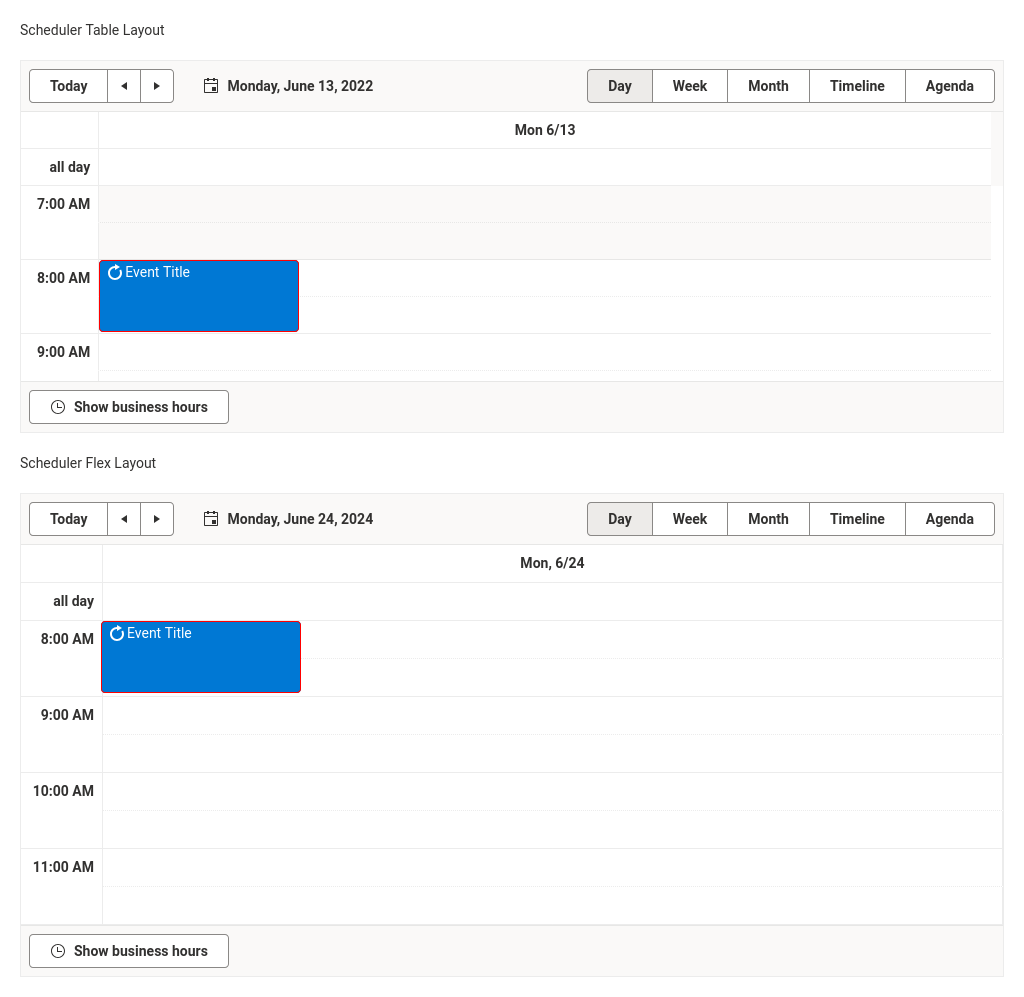 Scheduler Table Layout
Today Monday, June 13, 2022 Day Week Month Timeline Agenda
Mon 6/13
all day
7:00 AM
8:00 AM Event Title
9:00 AM
Show business hours
Scheduler Flex Layout
Today Monday, June 24, 2024 Day Week Month Timeline Agenda
Mon, 6/24
all day
8:00 AM Event Title
9:00 AM
10:00 AM
11:00 AM
Show business hours